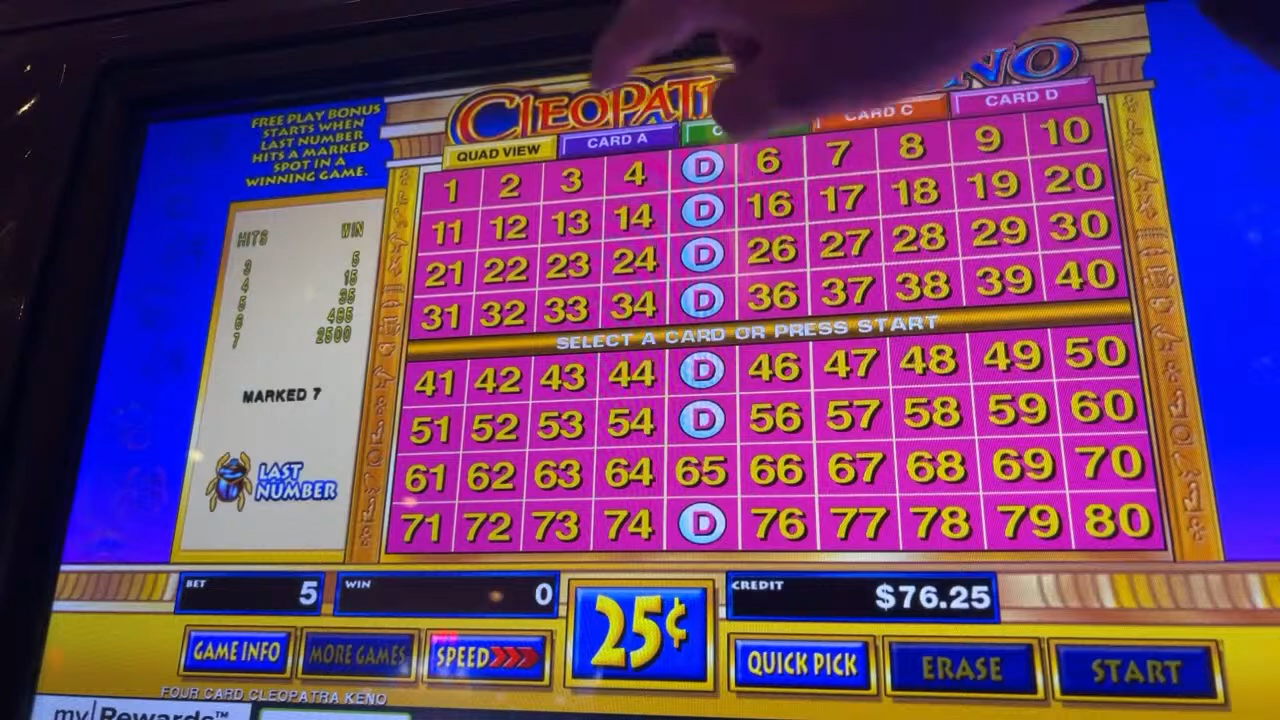 FREE PLAY BONUS
STARTS WHEN
LAST NUMBER
HITS A MARKED
SPOT IN A
WINNING GAME.
CLEOPAT
NO
QUAD VIEW
CARD A
CARD C
CARD D
HITS WIN
3 5
4 15
5 35
6 485
7 2500
MARKED 7
LAST
NUMBER
1 2 3 4 D 6 7 8 9 10
11 12 13 14 D 16 17 18 19 20
21 22 23 24 D 26 27 28 29 30
31 32 33 34 D 36 37 38 39 40
SELECT A CARD OR PRESS START
41 42 43 44 D 46 47 48 49 50
51 52 53 54 D 56 57 58 59 60
61 62 63 64 65 66 67 68 69 70
71 72 73 74 D 76 77 78 79 80
BET 5
WIN 0
25¢
CREDIT $76.25
GAME INFO
MORE GAMES
SPEED
QUICK PICK
ERASE
START
FOUR CARD CLEOPATRA KENO
my|Rewards™